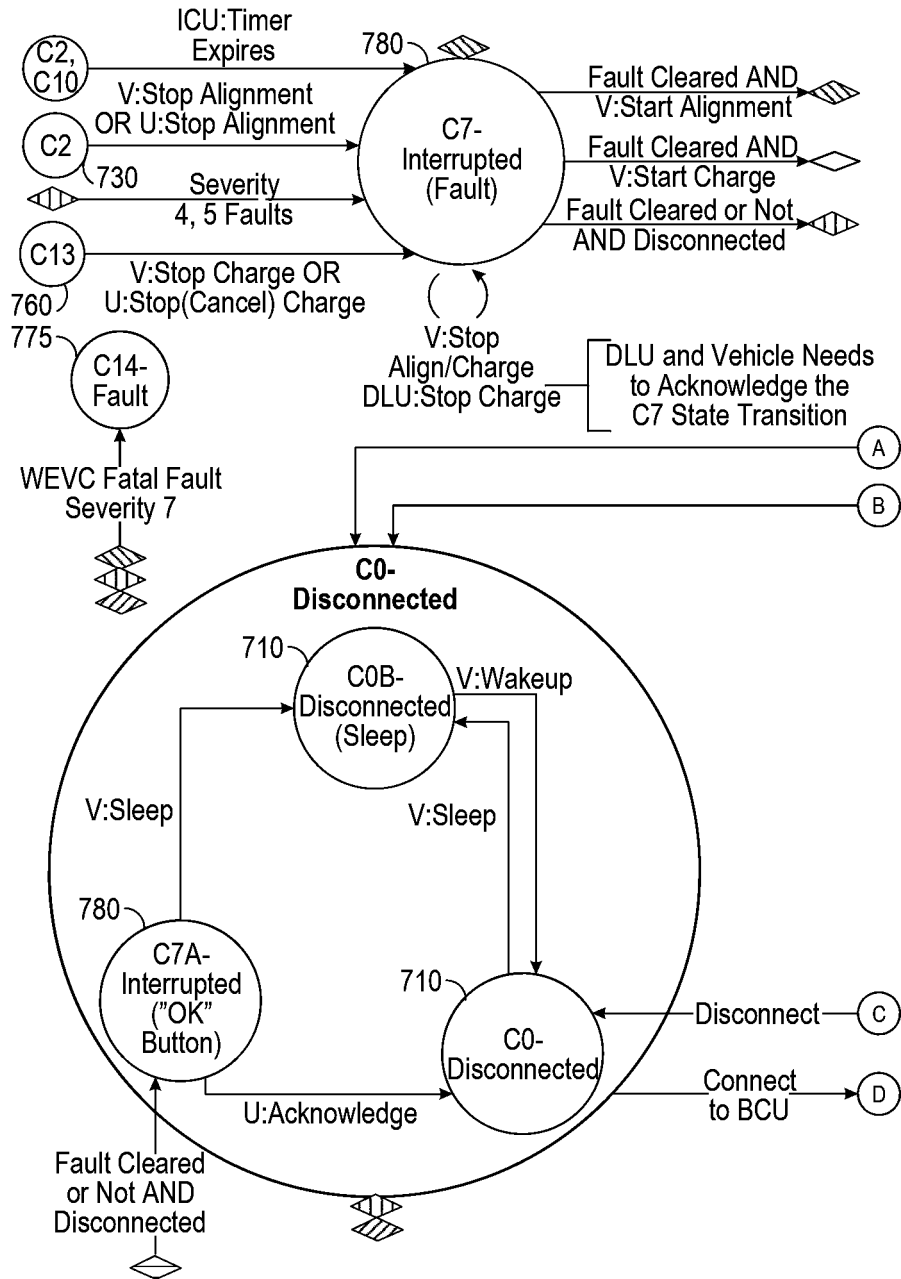 ICU:Timer
Expires
780
C2,
C10
V:Stop Alignment
OR U:Stop Alignment
C2
730
Severity
4, 5 Faults
C13
760
V:Stop Charge OR
U:Stop(Cancel) Charge
C7-
Interrupted
(Fault)
Fault Cleared AND
V:Start Alignment
Fault Cleared AND
V:Start Charge
Fault Cleared or Not
AND Disconnected
775
C14-
Fault
V:Stop
Align/Charge
DLU:Stop Charge
DLU and Vehicle Needs
to Acknowledge the
C7 State Transition
WEVC Fatal Fault
Severity 7
A
B
C0-
Disconnected
710
C0B-
Disconnected
(Sleep)
V:Wakeup
V:Sleep
V:Sleep
780
C7A-
Interrupted
("OK"
Button)
710
C0-
Disconnected
Disconnect
C
Connect
to BCU
D
U:Acknowledge
Fault Cleared
or Not AND
Disconnected